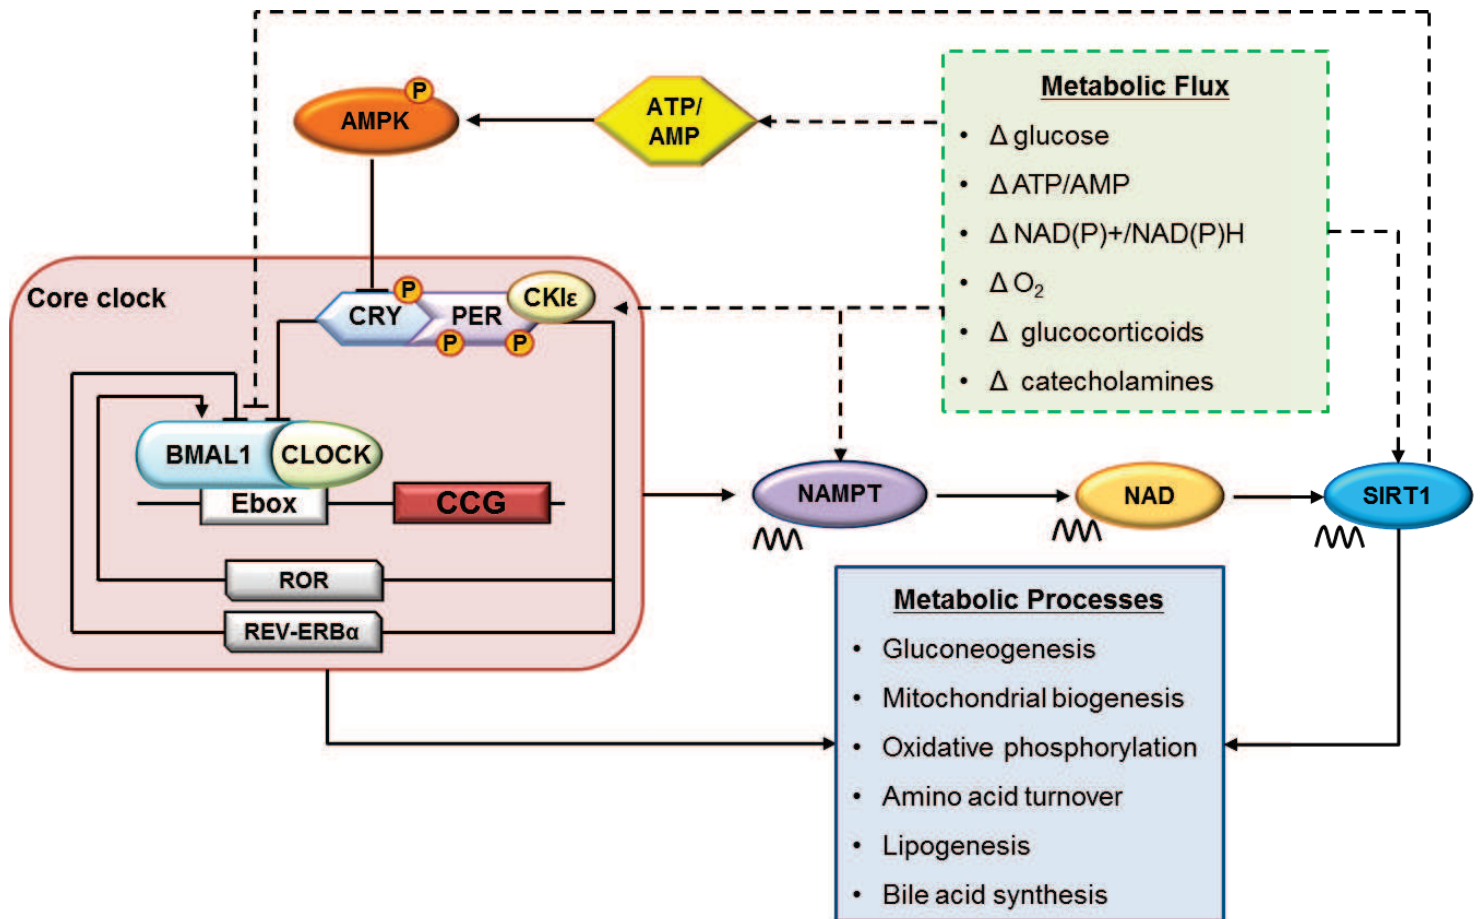 Metabolic Flux
• Δ glucose
• Δ ATP/AMP
• Δ NAD(P)+/NAD(P)H
• Δ O₂
• Δ glucocorticoids
• Δ catecholamines
P
AMPK
ATP/
AMP
Core clock
P
CRY
PER
CKIε
P
P
BMAL1
CLOCK
Ebox
CCG
ROR
REV-ERBα
NAMPT
NAD
SIRT1
Metabolic Processes
• Gluconeogenesis
• Mitochondrial biogenesis
• Oxidative phosphorylation
• Amino acid turnover
• Lipogenesis
• Bile acid synthesis